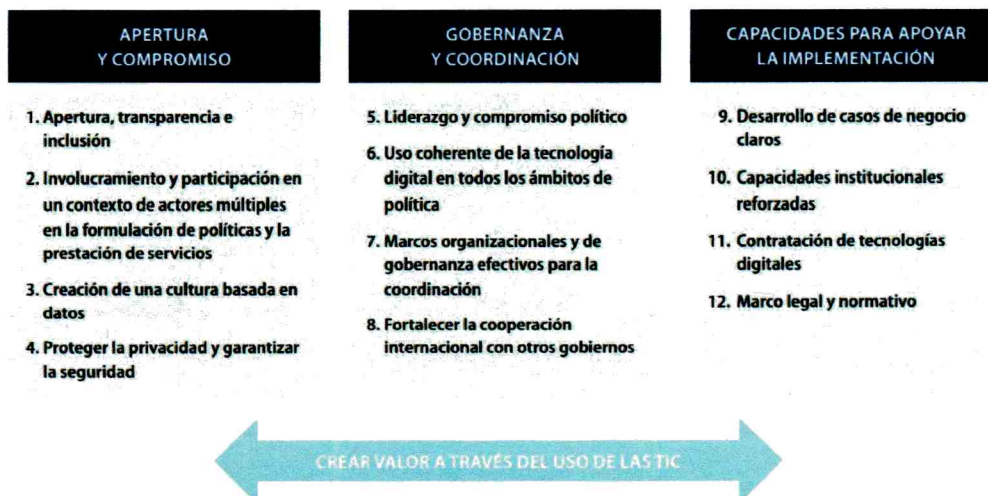 APERTURA
Y COMPROMISO
1. Apertura, transparencia e
inclusión
2. Involucramiento y participación en
un contexto de actores múltiples
en la formulación de políticas y la
prestación de servicios
3. Creación de una cultura basada en
datos
4. Proteger la privacidad y garantizar
la seguridad
GOBERNANZA
Y COORDINACIÓN
5. Liderazgo y compromiso político
6. Uso coherente de la tecnología
digital en todos los ámbitos de
política
7. Marcos organizacionales y de
gobernanza efectivos para la
coordinación
8. Fortalecer la cooperación
internacional con otros gobiernos
CAPACIDADES PARA APOYAR
LA IMPLEMENTACIÓN
9. Desarrollo de casos de negocio
claros
10. Capacidades institucionales
reforzadas
11. Contratación de tecnologías
digitales
12. Marco legal y normativo
CREAR VALOR A TRAVÉS DEL USO DE LAS TIC